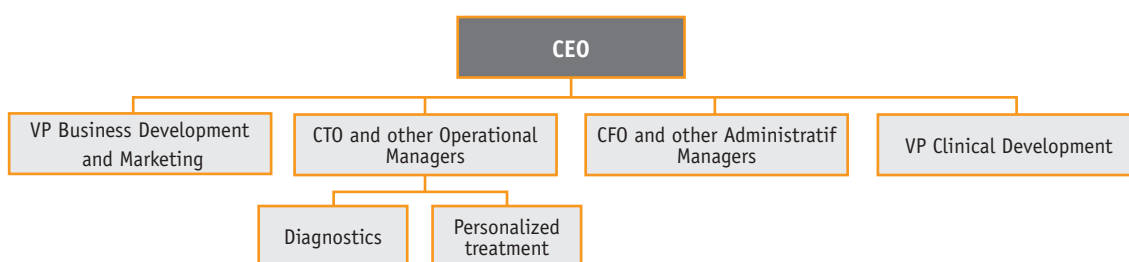 CEO
VP Business Development
and Marketing
CTO and other Operational
Managers
CFO and other Administratif
Managers
VP Clinical Development
Diagnostics
Personalized
treatment